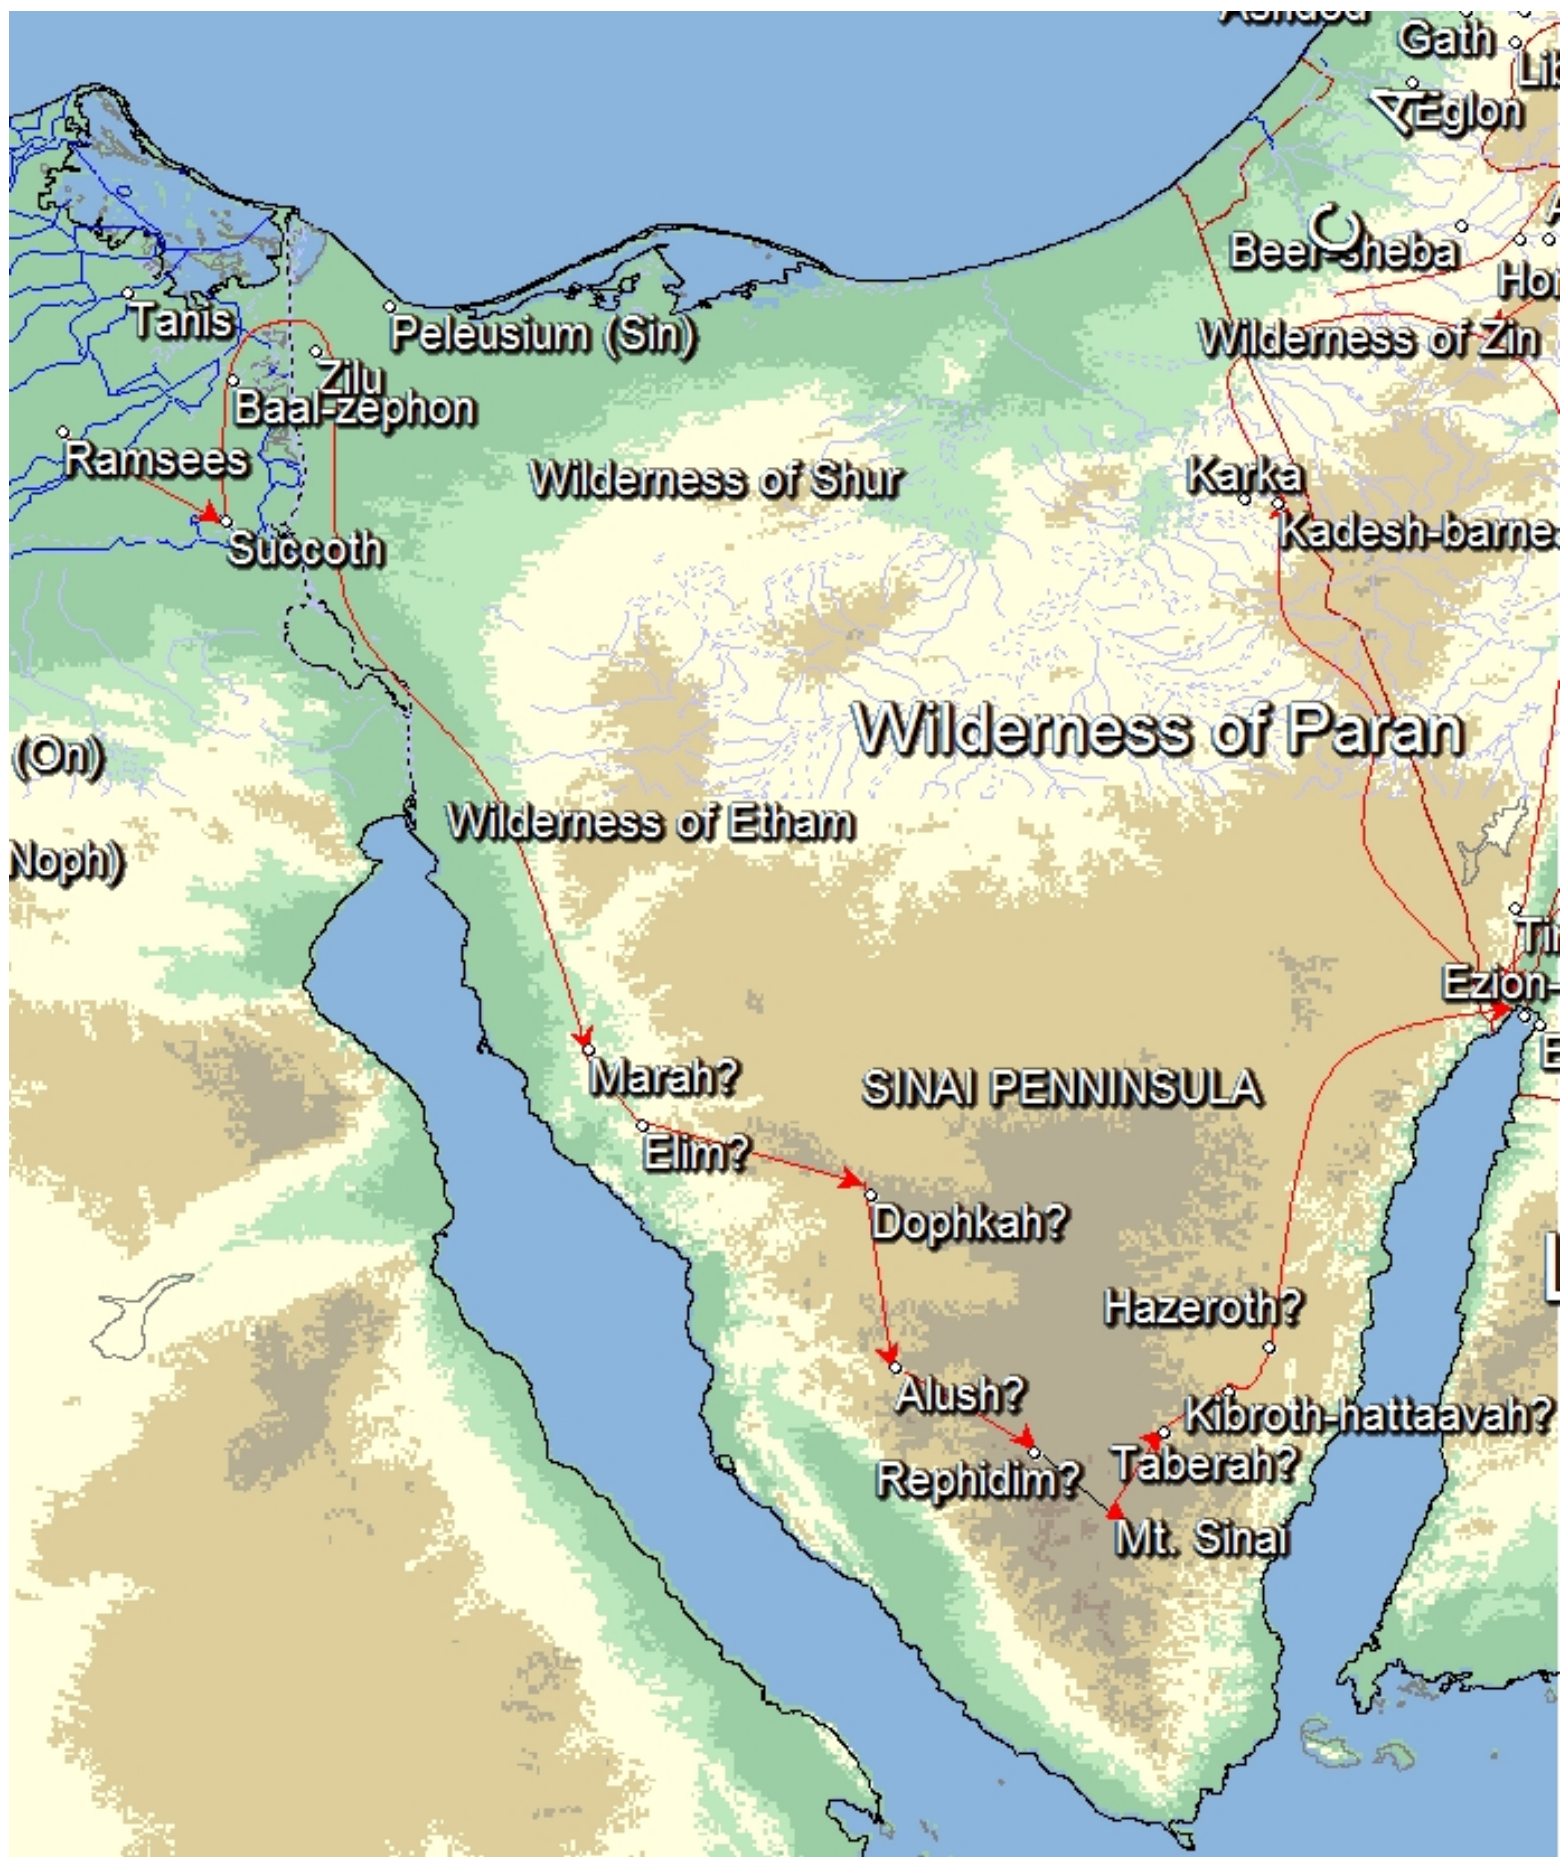 Gath
Eglon
A
C
Beer-sheba
Tanis
Peleusium (Sin)
Wilderness of Zin
Zilu
Baal-zephon
Ramsees
Wilderness of Shur
Karka
Kadesh-barne
Succoth
Wilderness of Paran
(On)
Wilderness of Etham
Noph)
Ezion-
Marah?
SINAI PENNINSULA
Elim?
Dophkah?
Hazeroth?
Alush?
Kibroth-hattaavah?
Taberah?
Rephidim?
Mt. Sinai